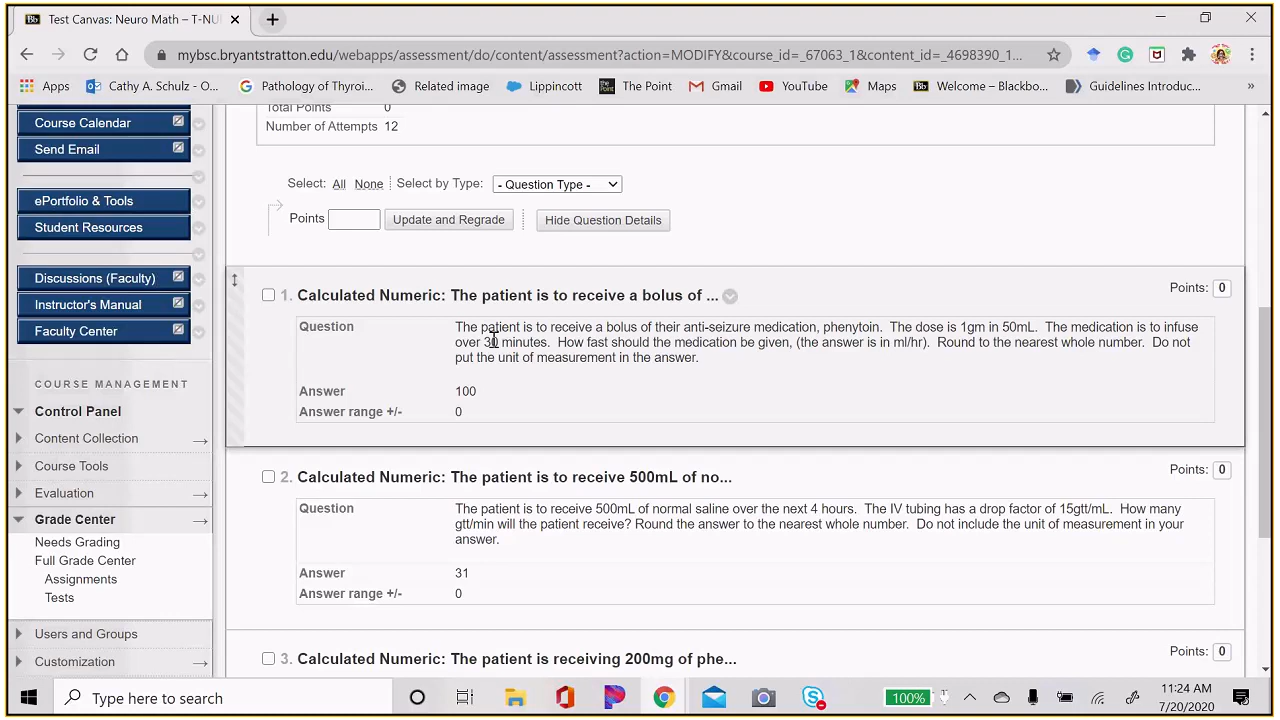 Test Canvas: Neuro Math – T-NUI
mybsc.bryantstratton.edu/webapps/assessment/do/content/assessment?action=MODIFY&course_id=_67063_1&content_id=_4698390_1...
Apps Cathy A. Schulz - O... Pathology of Thyroi... Related Image Lippincott The Point Gmail YouTube Maps Welcome – Blackbo... Guidelines Introduc... »
Total Points 0
Number of Attempts 12
Course Calendar
Send Email
ePortfolio & Tools
Student Resources
Discussions (Faculty)
Instructor's Manual
Faculty Center
COURSE MANAGEMENT
Control Panel
Content Collection
Course Tools
Evaluation
Grade Center
Needs Grading
Full Grade Center
Assignments
Tests
Users and Groups
Customization
Select: All None Select by Type: - Question Type -
Points Update and Regrade Hide Question Details
1. Calculated Numeric: The patient is to receive a bolus of ... Points: 0
Question The patient is to receive a bolus of their anti-seizure medication, phenytoin. The dose is 1gm in 50mL. The medication is to infuse
over 30 minutes. How fast should the medication be given, (the answer is in ml/hr). Round to the nearest whole number. Do not
put the unit of measurement in the answer.
Answer 100
Answer range +/- 0
2. Calculated Numeric: The patient is to receive 500mL of no... Points: 0
Question The patient is to receive 500mL of normal saline over the next 4 hours. The IV tubing has a drop factor of 15gtt/mL. How many
gtt/min will the patient receive? Round the answer to the nearest whole number. Do not include the unit of measurement in your
answer.
Answer 31
Answer range +/- 0
3. Calculated Numeric: The patient is receiving 200mg of phe... Points: 0
Type here to search
100%
11:24 AM
7/20/2020